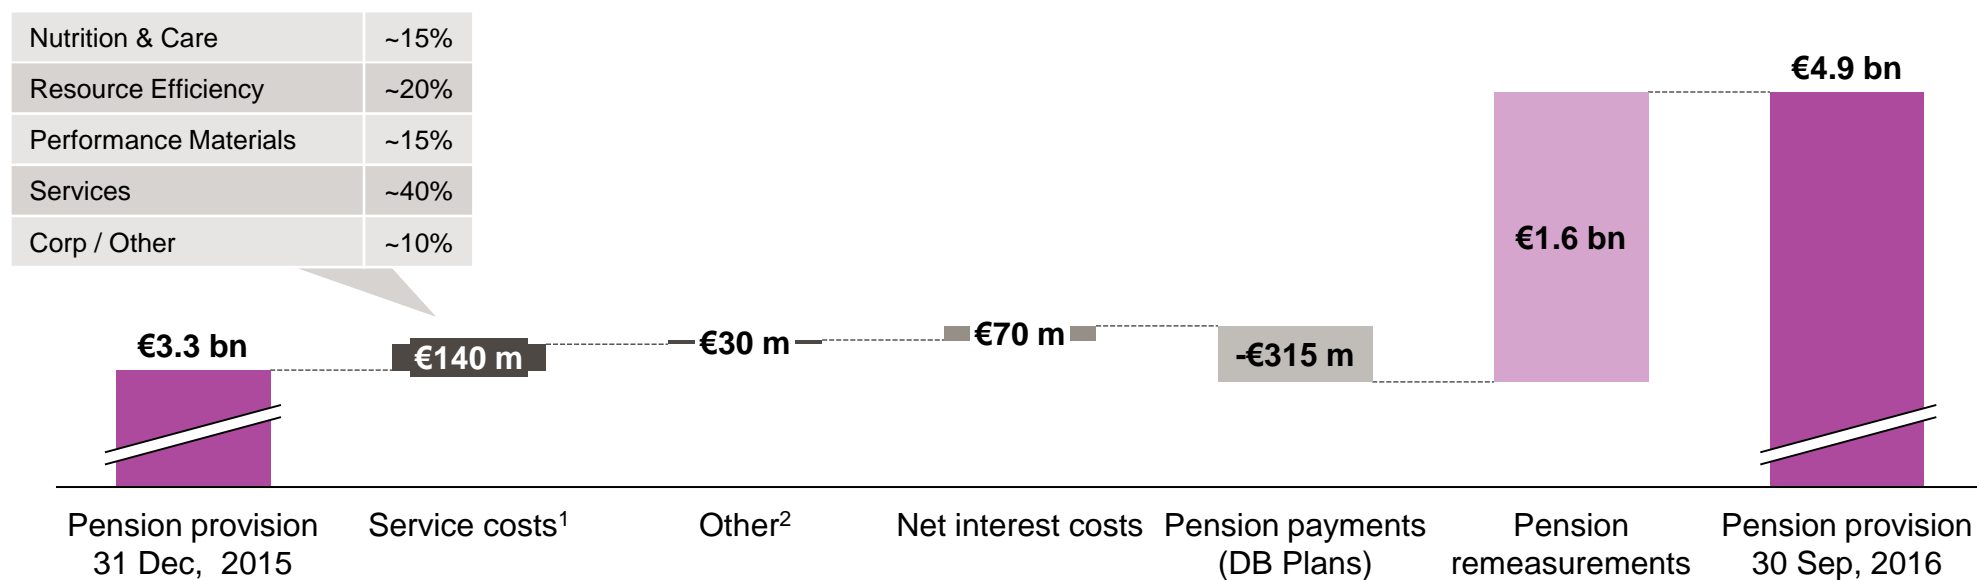 Nutrition & Care ~15%
Resource Efficiency ~20%
Performance Materials ~15%
Services ~40%
Corp / Other ~10%
€3.3 bn
€140 m
€30 m
€70 m
-€315 m
€1.6 bn
€4.9 bn
Pension provision
31 Dec, 2015
Service costs¹
Other²
Net interest costs
Pension payments
(DB Plans)
Pension
remeasurements
Pension provision
30 Sep, 2016